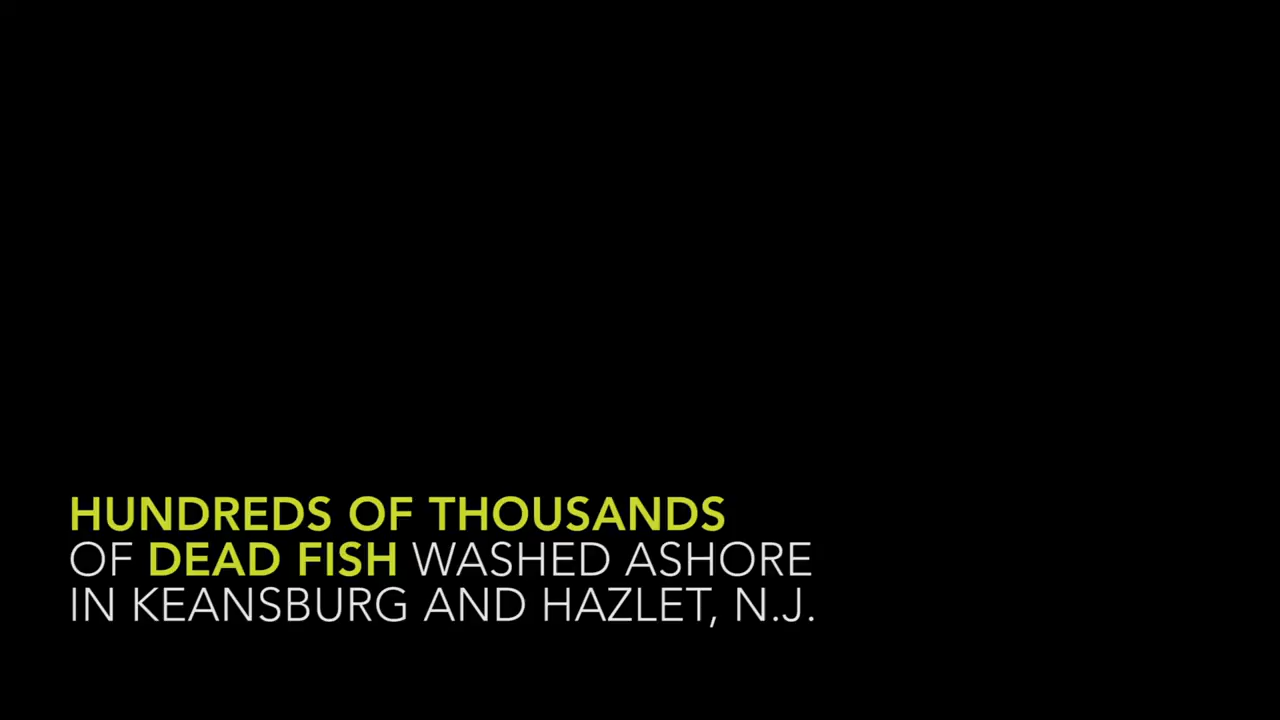 HUNDREDS OF THOUSANDS
OF DEAD FISH WASHED ASHORE
IN KEANSBURG AND HAZLET, N.J.